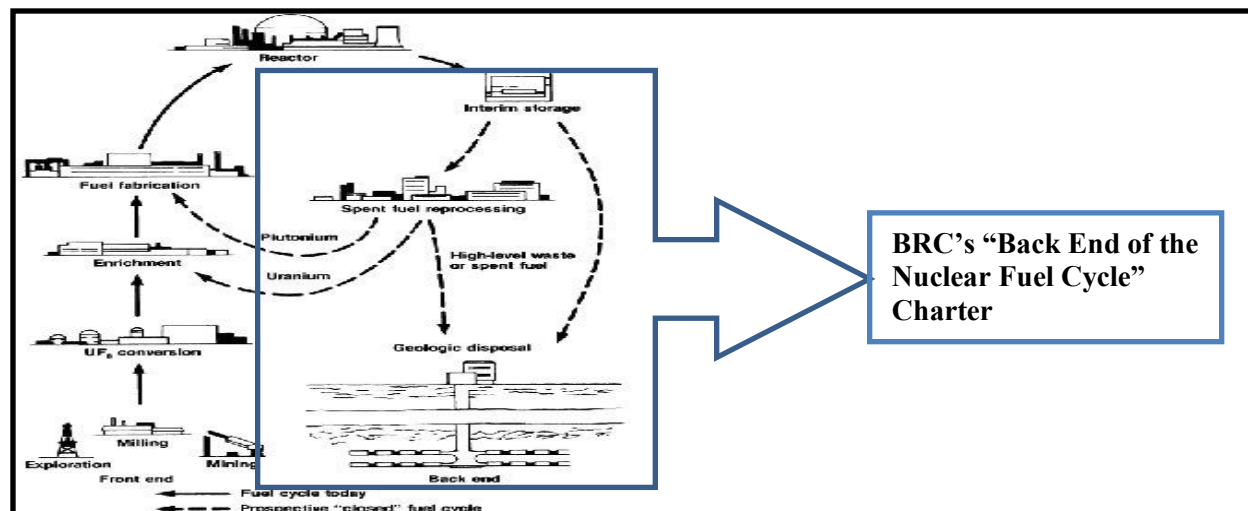 Reactor
Interim storage
Fuel fabrication
Spent fuel reprocessing
Plutonium
Enrichment
Uranium
High-level waste
or spent fuel
UF₆ conversion
Geologic disposal
Milling
Exploration
Mining
Front end
Back end
Fuel cycle today
Prospective “closed” fuel cycle
BRC’s “Back End of the
Nuclear Fuel Cycle”
Charter